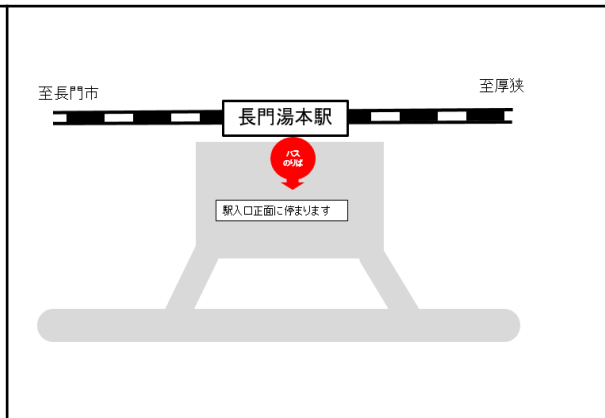 至長門市
至厚狭
長門湯本駅
バス
のりば
駅入口正面に停まります